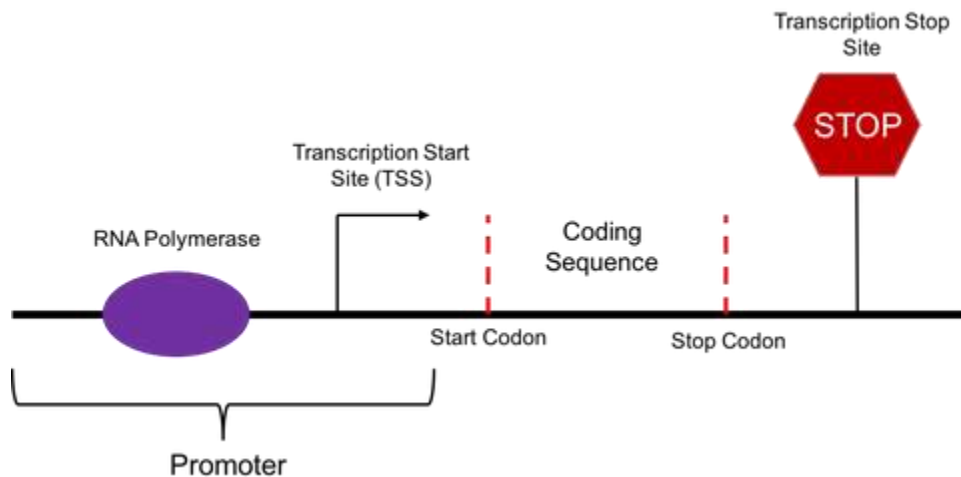 Transcription Stop
Site
STOP
Transcription Start
Site (TSS)
RNA Polymerase
Coding
Sequence
Start Codon
Stop Codon
Promoter